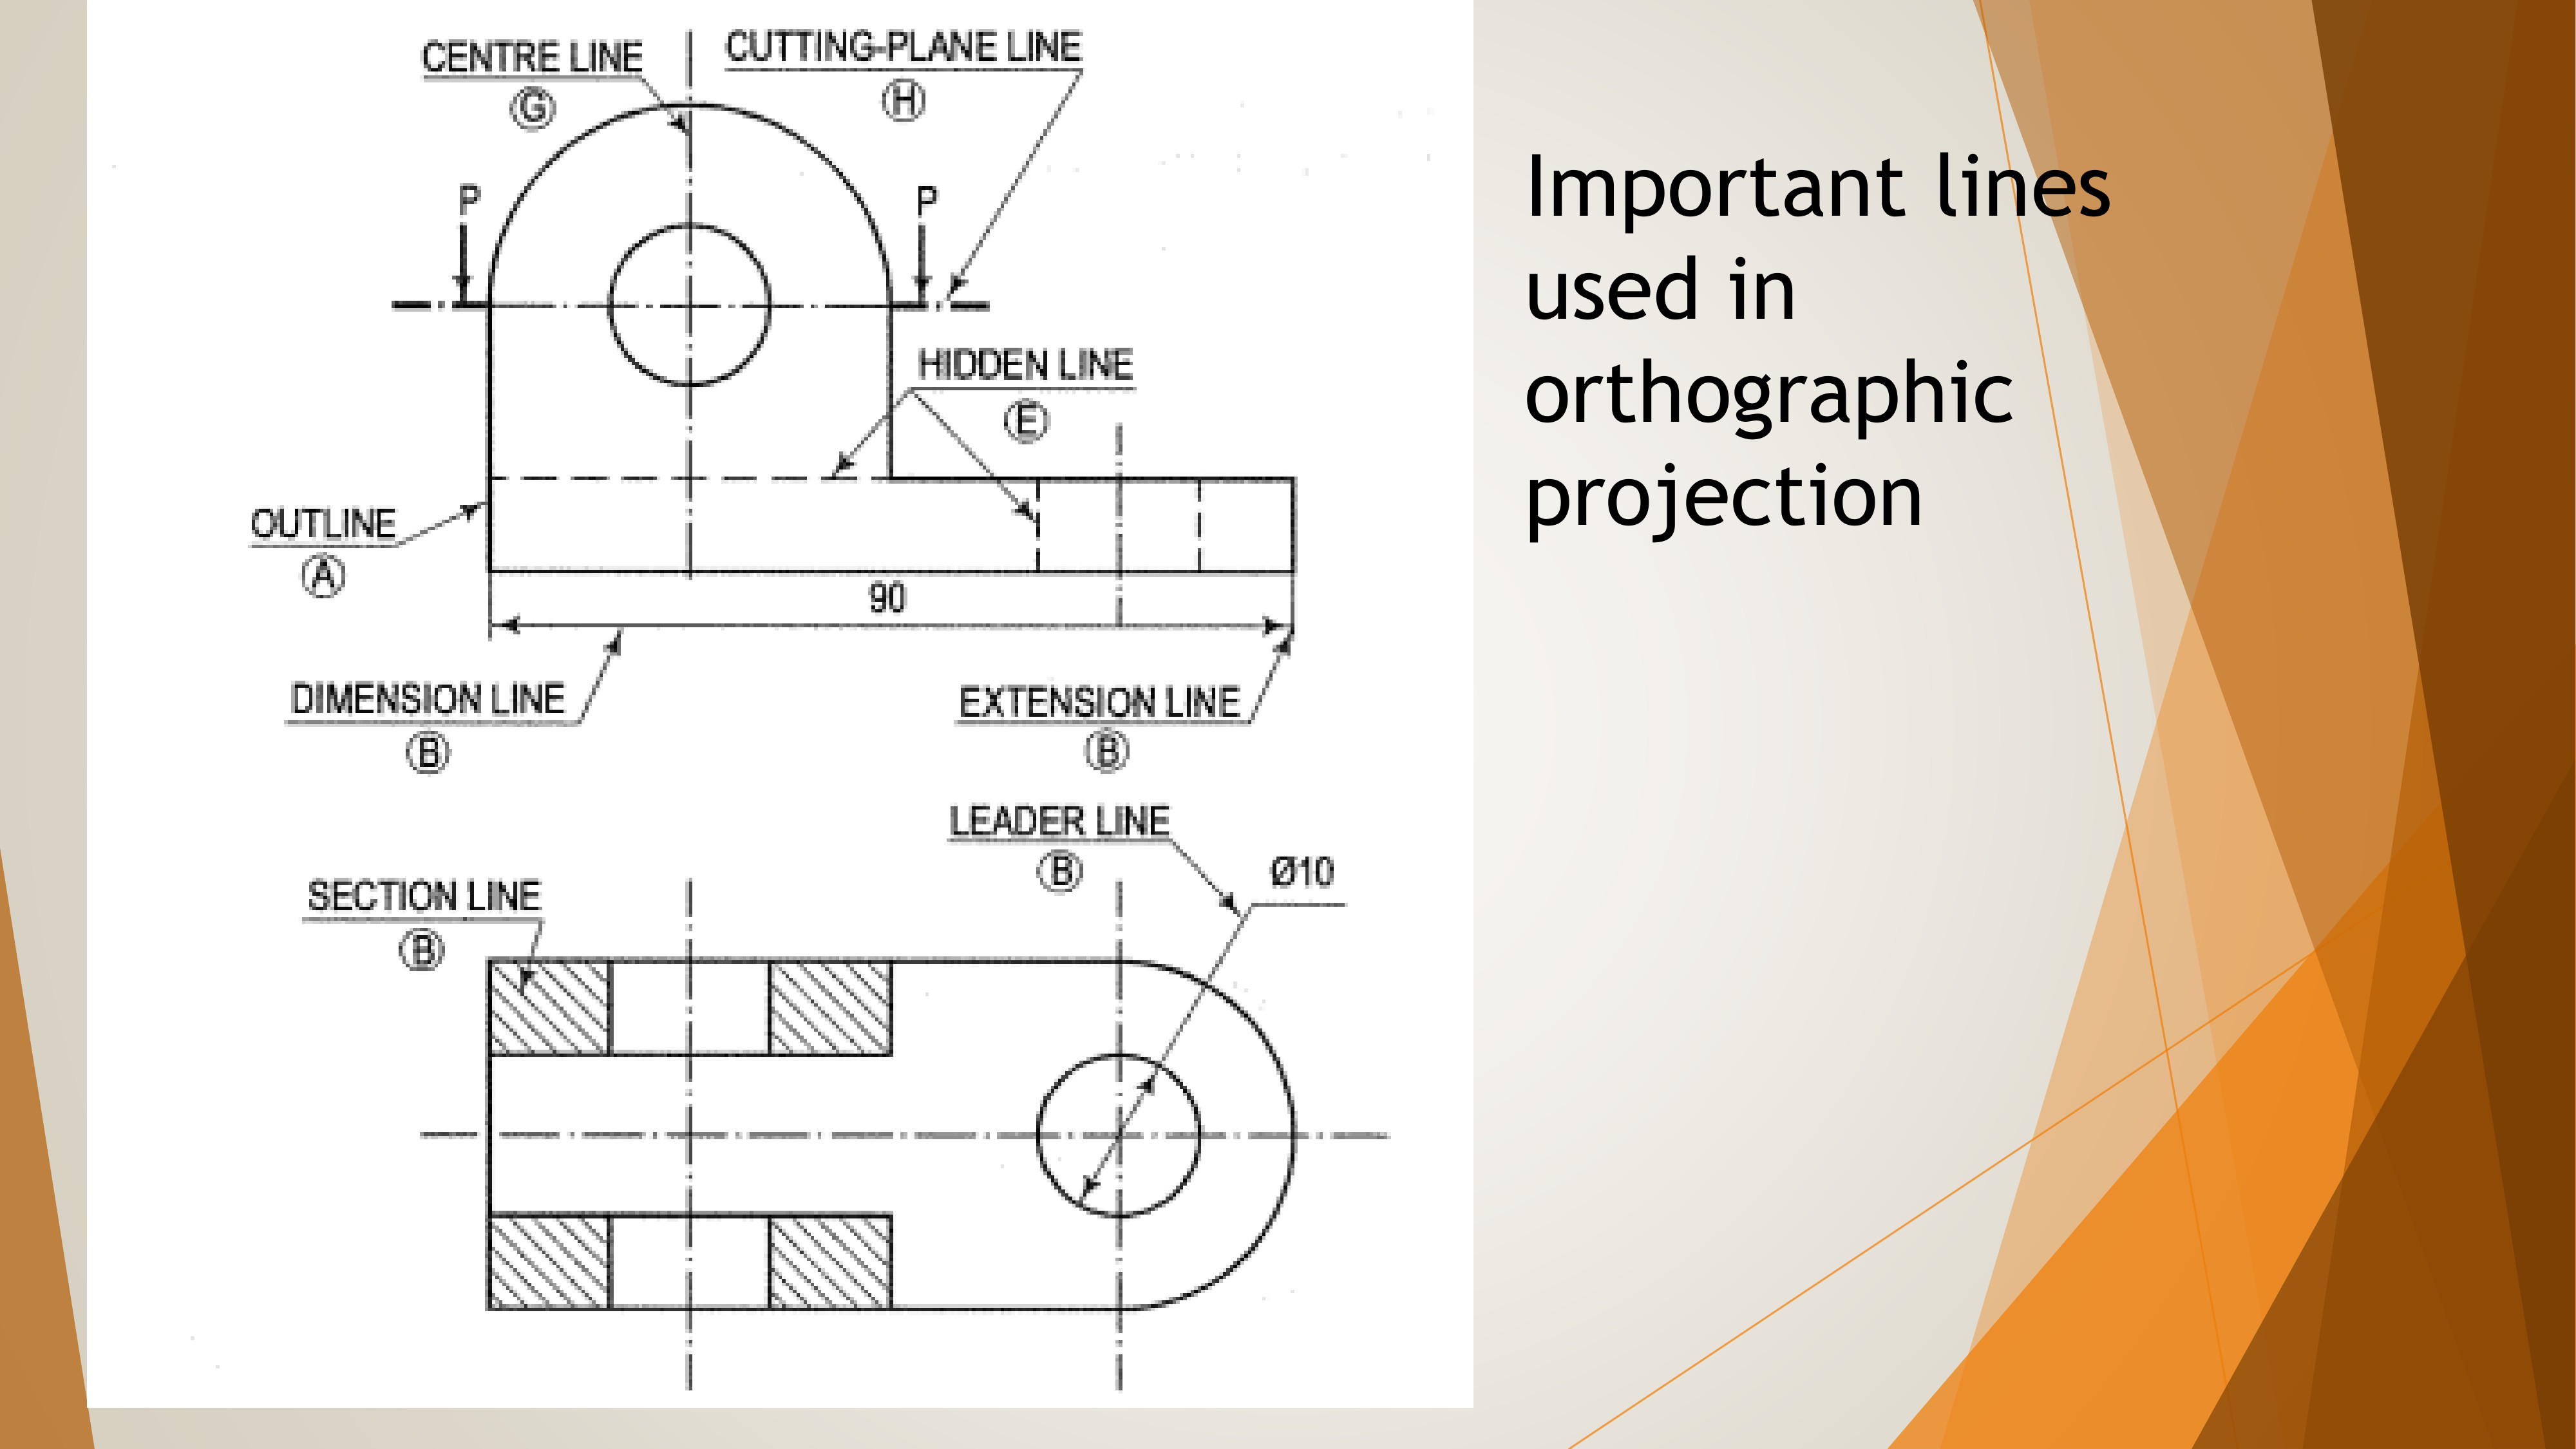 CENTRE LINE
G
CUTTING-PLANE LINE
H
P
P
HIDDEN LINE
E
OUTLINE
A
90
DIMENSION LINE
B
EXTENSION LINE
B
LEADER LINE
B
Ø10
SECTION LINE
B
Important lines
used in
orthographic
projection